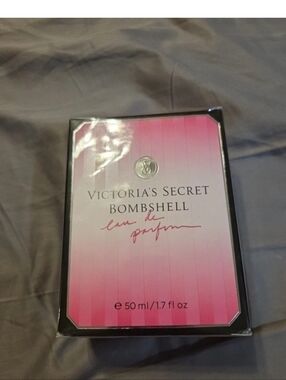 VICTORIA'S SECRET
BOMBSHELL
eau de
parfum
e 50 ml/1.7 fl oz